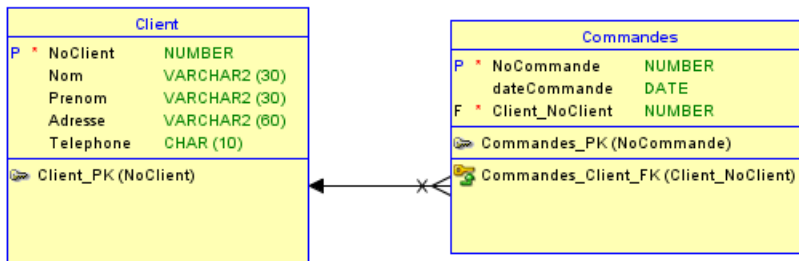 Client
P * NoClient NUMBER
Nom VARCHAR2 (30)
Prenom VARCHAR2 (30)
Adresse VARCHAR2 (60)
Telephone CHAR (10)
Client_PK (NoClient)
Commandes
P * NoCommande NUMBER
dateCommande DATE
F * Client_NoClient NUMBER
Commandes_PK (NoCommande)
Commandes_Client_FK (Client_NoClient)